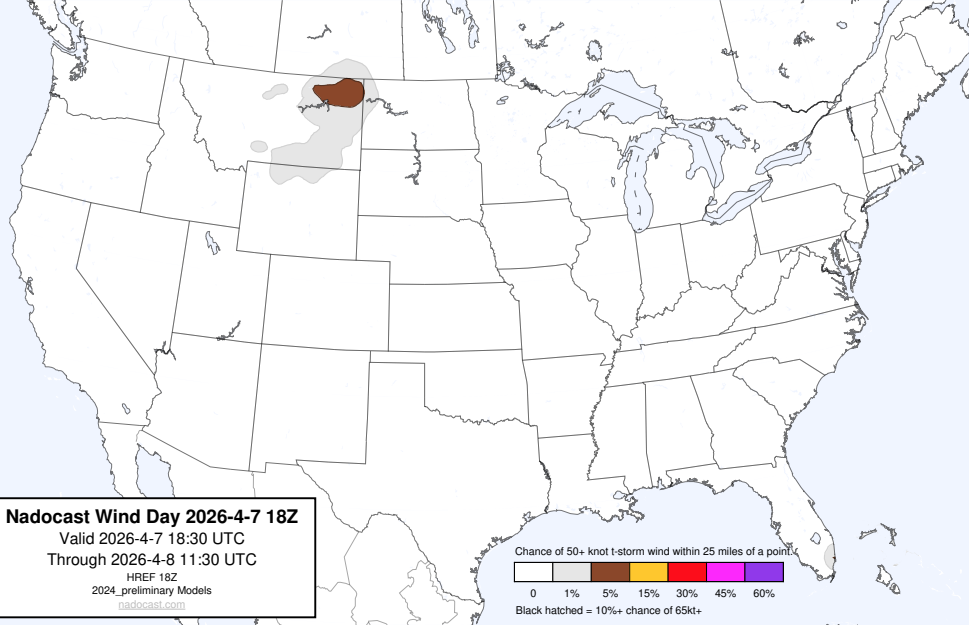 Nadocast Wind Day 2026-4-7 18Z
Valid 2026-4-7 18:30 UTC
Through 2026-4-8 11:30 UTC
HREF 18Z
2024_preliminary Models
nadocast.com
Chance of 50+ knot t-storm wind within 25 miles of a point.
0 1% 5% 15% 30% 45% 60%
Black hatched = 10%+ chance of 65kt+